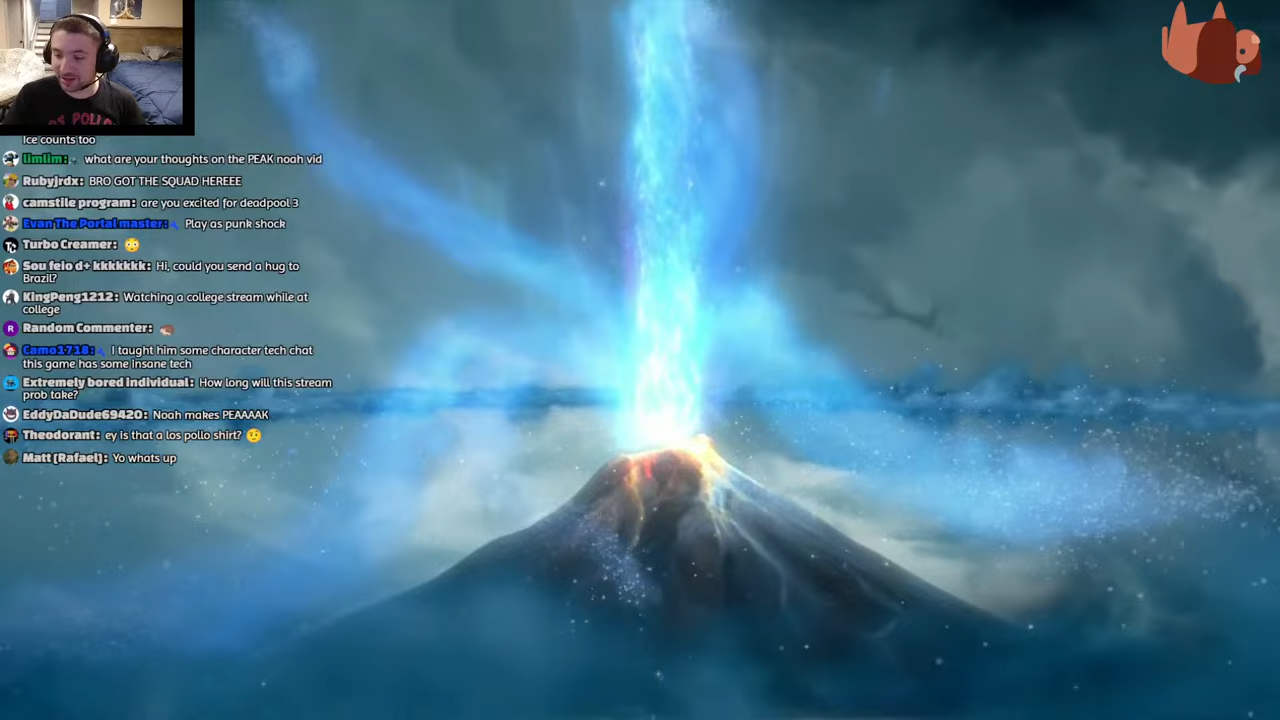 OS POLLO
Ice counts too
limlim: what are your thoughts on the PEAK noah vid
Rubyjrdx: BRO GOT THE SQUAD HEREEE
camstile program: are you excited for deadpool 3
Evan The Portal master: Play as punk shock
Turbo Creamer: 😳
Sou feio d+ kkkkkkk: Hi, could you send a hug to
Brazil?
KingPeng1212: Watching a college stream while at
college
R Random Commenter:
Camo1718: I taught him some character tech chat
this game has some insane tech
Extremely bored individual: How long will this stream
prob take?
EddyDaDude69420: Noah makes PEAAAAK
Theodorant: ey is that a los pollo shirt? 🤨
Matt (Rafael): Yo whats up